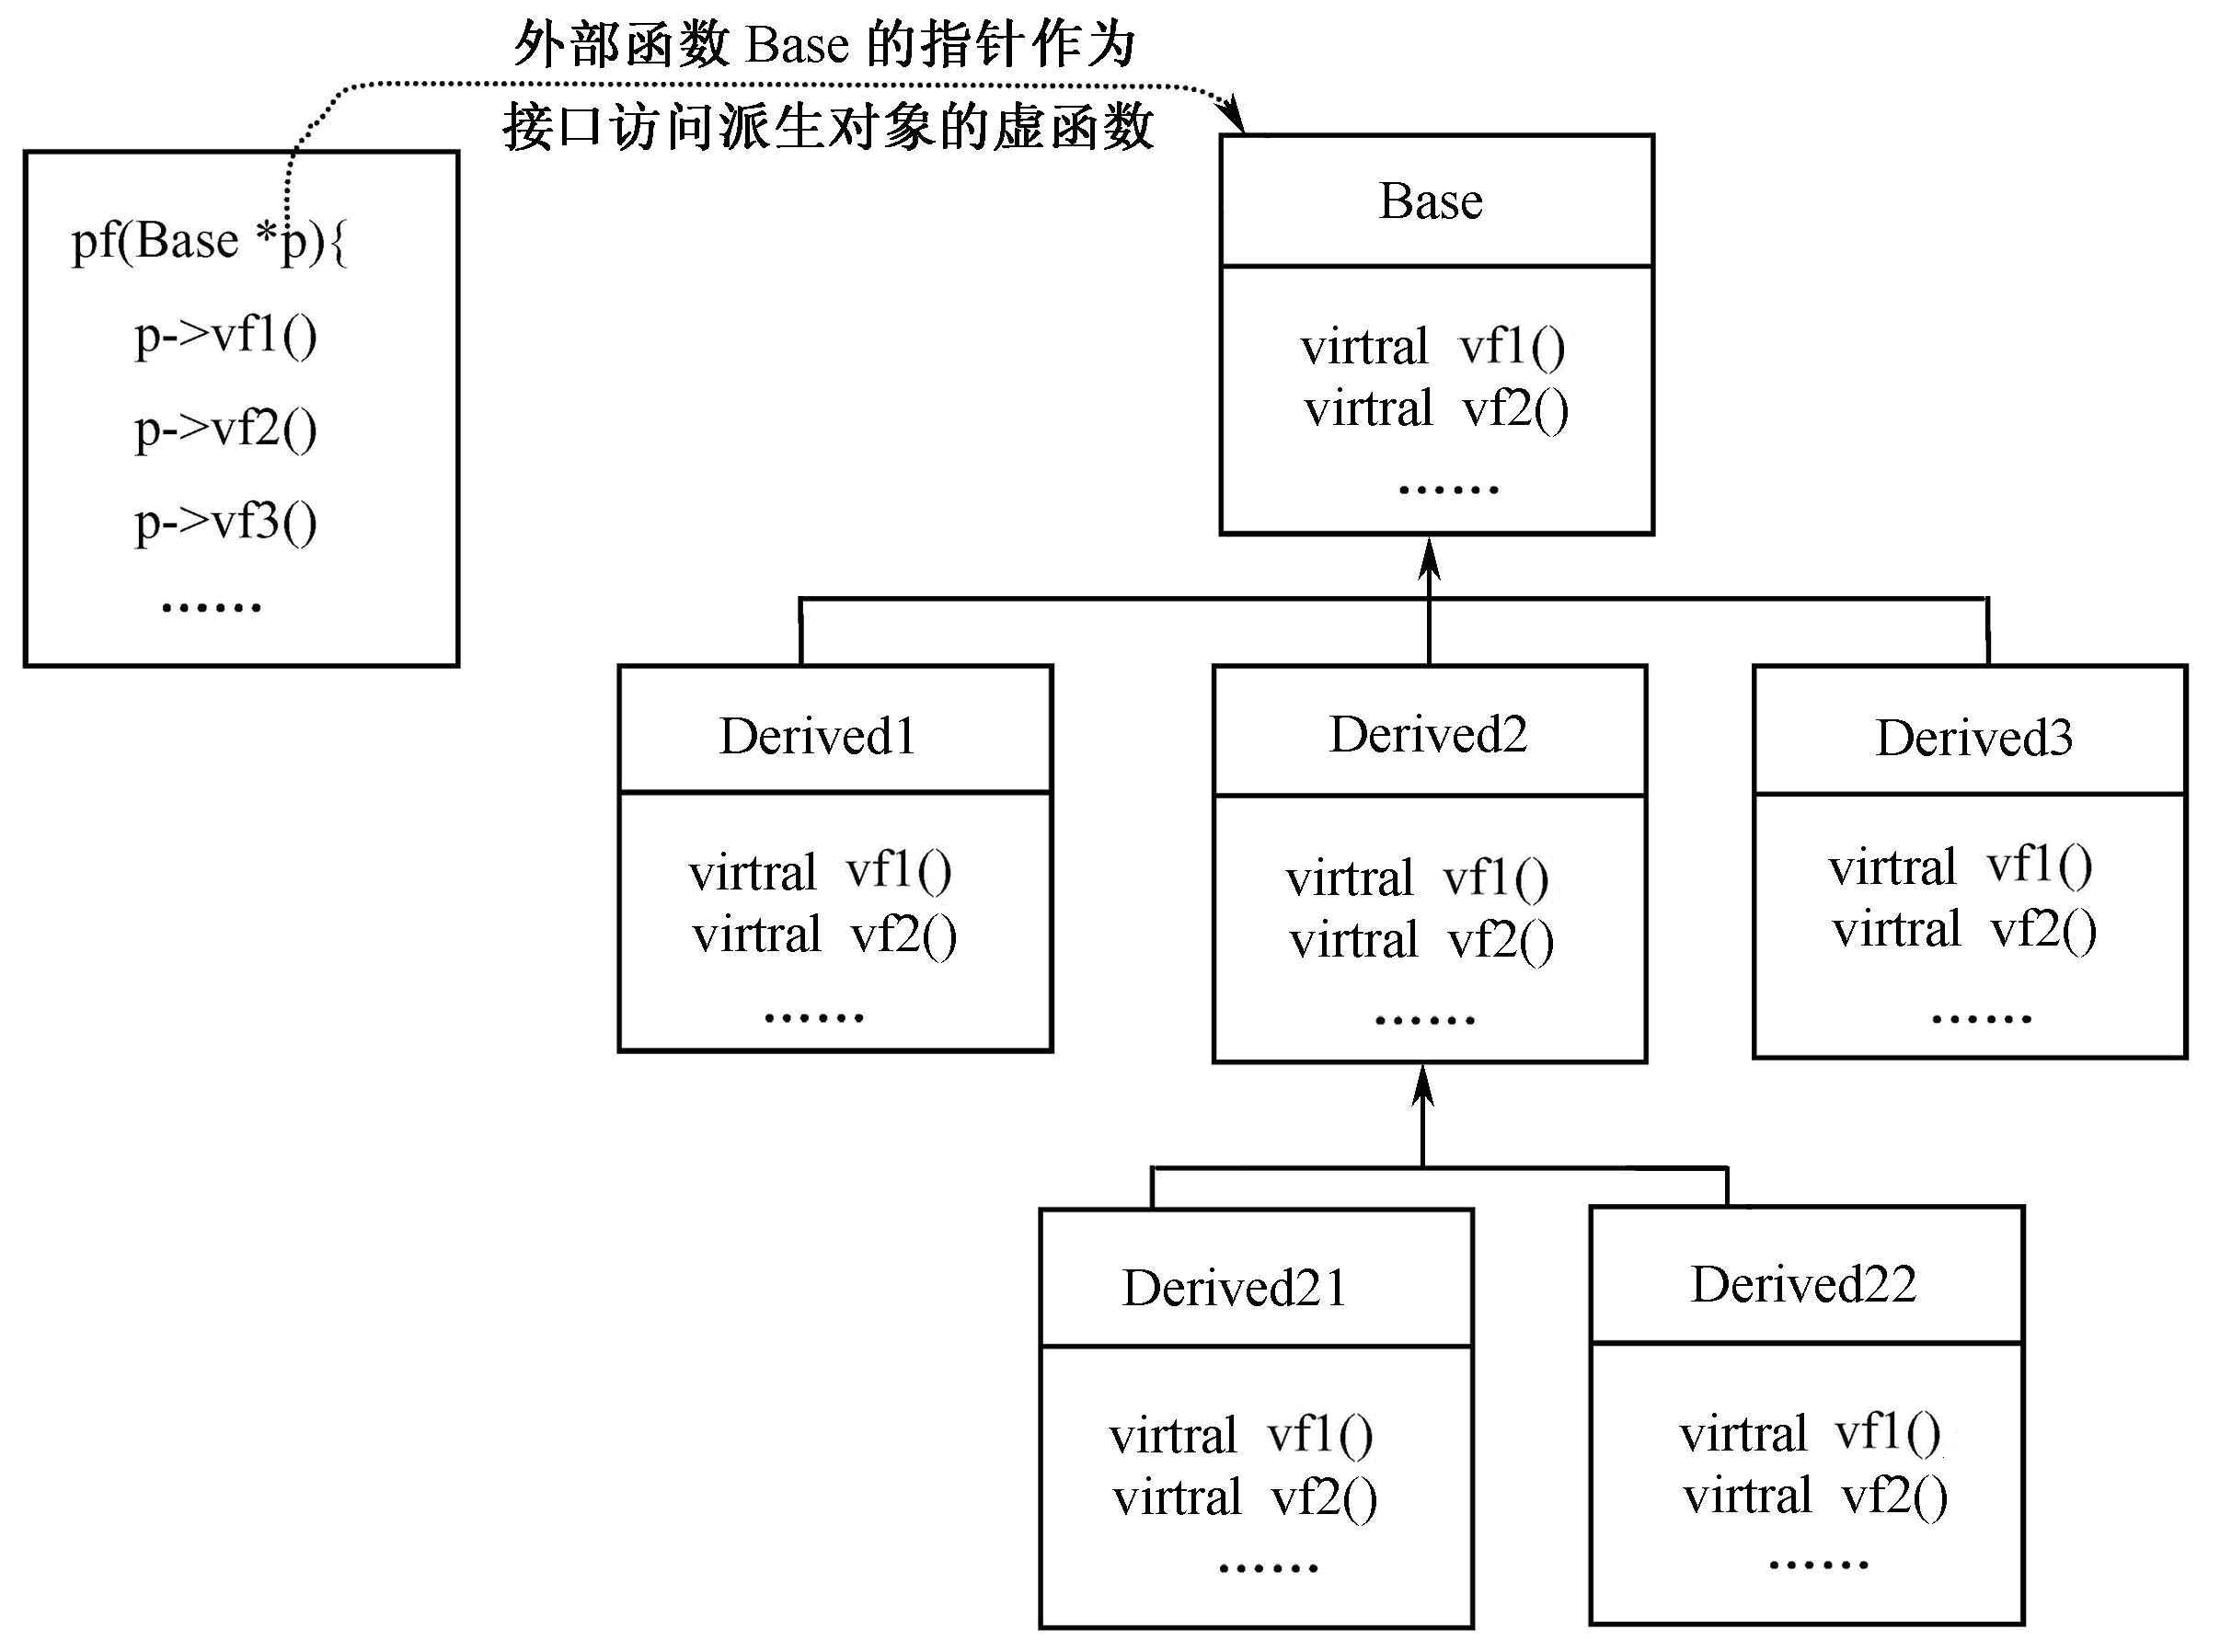 外部函数 Base 的指针作为
接口访问派生对象的虚函数
pf(Base *p){
p->vf1()
p->vf2()
p->vf3()
……
Base
virtral vf1()
virtral vf2()
……
Derived1
virtral vf1()
virtral vf2()
……
Derived2
virtral vf1()
virtral vf2()
……
Derived3
virtral vf1()
virtral vf2()
……
Derived21
virtral vf1()
virtral vf2()
……
Derived22
virtral vf1()
virtral vf2()
……